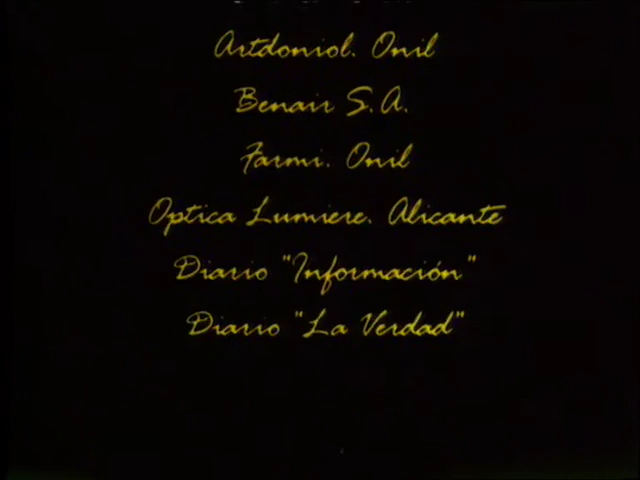 Artdoniol. Onil
Benair S.A.
Farmi. Onil
Optica Lumiere. Alicante
Diario "Información"
Diario "La Verdad"